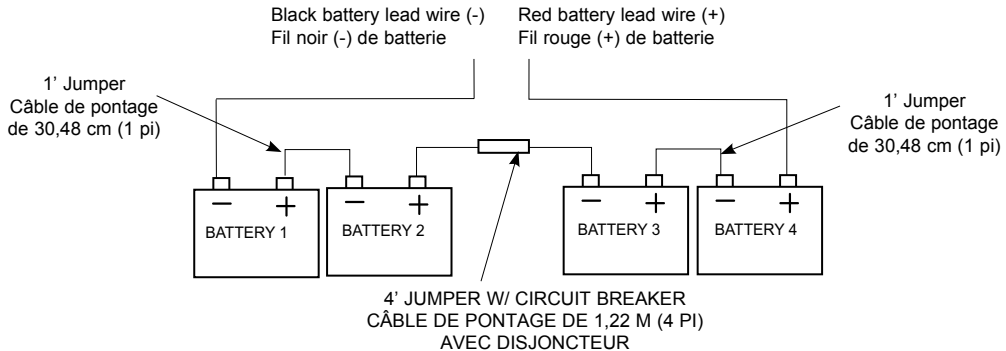 Black battery lead wire (-)
Fil noir (-) de batterie
Red battery lead wire (+)
Fil rouge (+) de batterie
1’ Jumper
Câble de pontage
de 30,48 cm (1 pi)
1’ Jumper
Câble de pontage
de 30,48 cm (1 pi)
− +
BATTERY 1
− +
BATTERY 2
− +
BATTERY 3
− +
BATTERY 4
4’ JUMPER W/ CIRCUIT BREAKER
CÂBLE DE PONTAGE DE 1,22 M (4 PI)
AVEC DISJONCTEUR